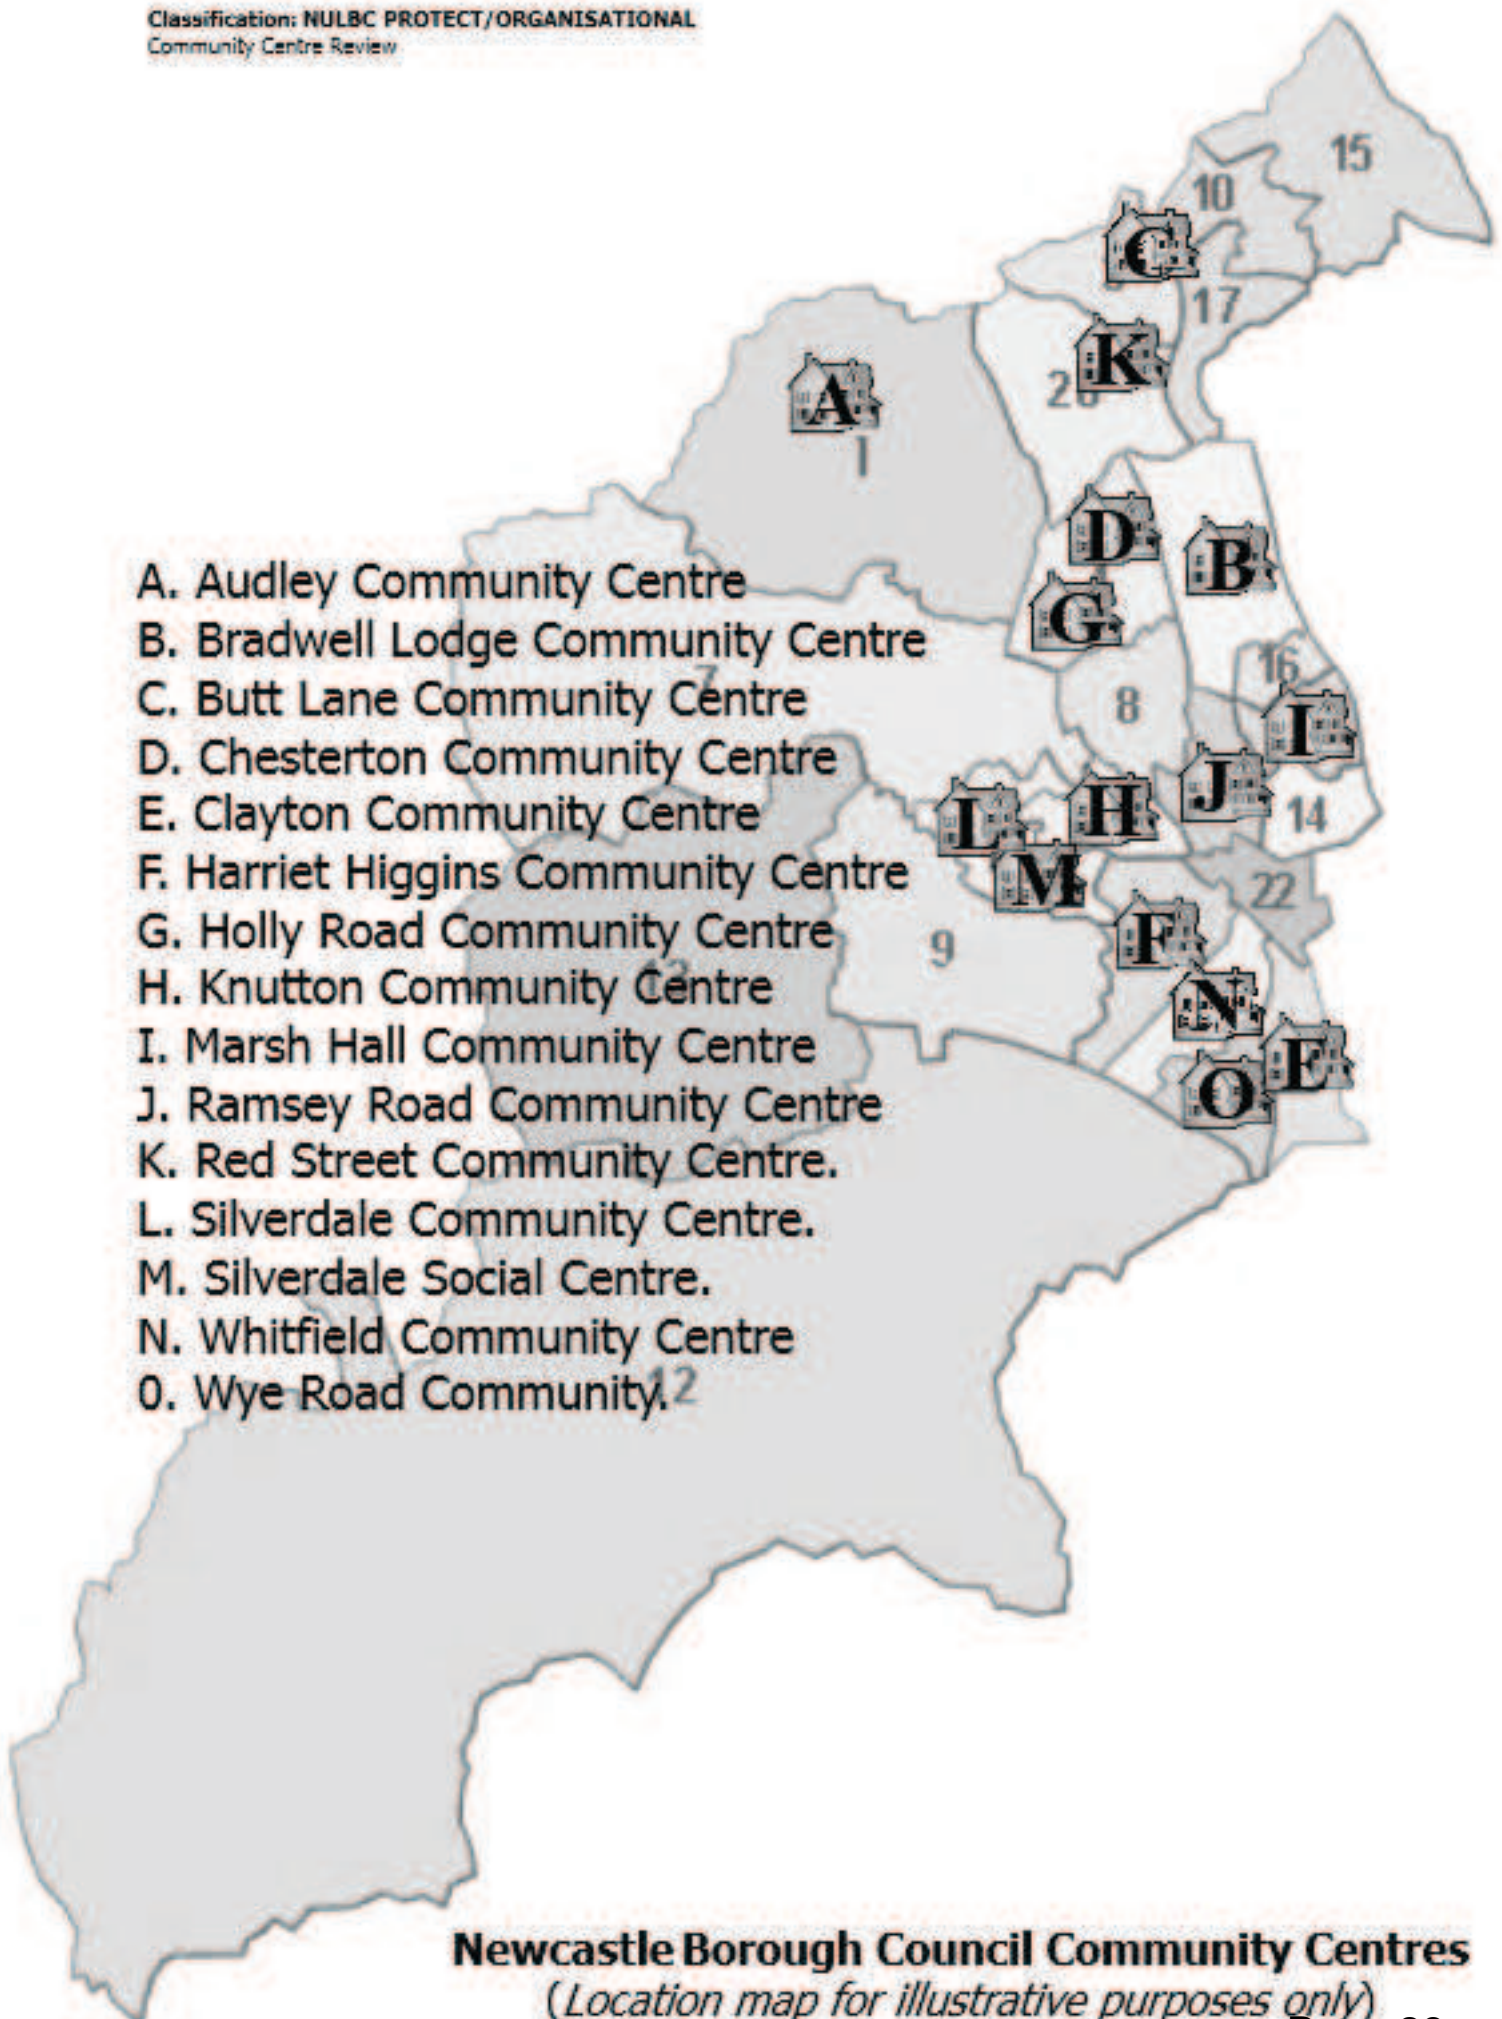 Classification: NULBC PROTECT/ORGANISATIONAL
Community Centre Review
15
10
C
17
K
A
1
D
B
G
A. Audley Community Centre
B. Bradwell Lodge Community Centre
7
16
C. Butt Lane Community Centre
8
I
D. Chesterton Community Centre
J
E. Clayton Community Centre
L
H
14
F. Harriet Higgins Community Centre
M
22
G. Holly Road Community Centre
9
F
H. Knutton Community Centre
N
I. Marsh Hall Community Centre
E
J. Ramsey Road Community Centre
O
K. Red Street Community Centre.
L. Silverdale Community Centre.
M. Silverdale Social Centre.
N. Whitfield Community Centre
0. Wye Road Community.
12
Newcastle Borough Council Community Centres
(Location map for illustrative purposes only)